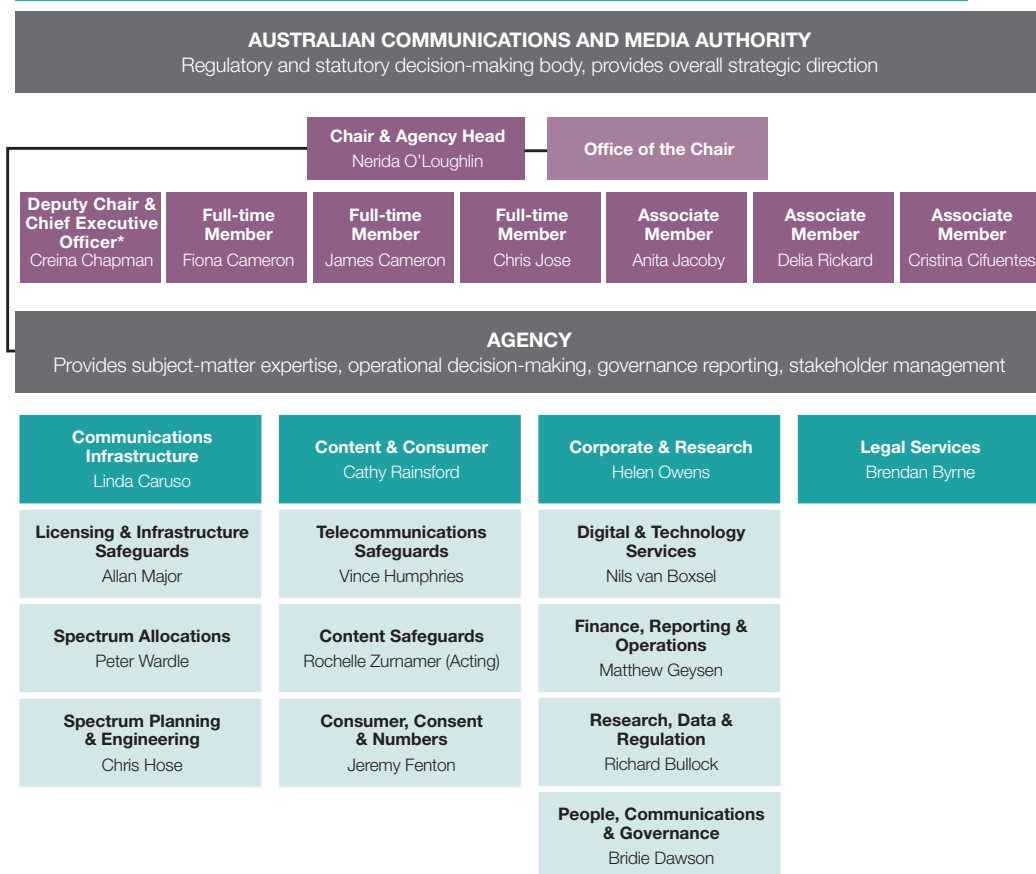 AUSTRALIAN COMMUNICATIONS AND MEDIA AUTHORITY
Regulatory and statutory decision-making body, provides overall strategic direction
Chair & Agency Head
Nerida O'Loughlin
Office of the Chair
Deputy Chair &
Chief Executive
Officer*
Creina Chapman
Full-time
Member
Fiona Cameron
Full-time
Member
James Cameron
Full-time
Member
Chris Jose
Associate
Member
Anita Jacoby
Associate
Member
Delia Rickard
Associate
Member
Cristina Cifuentes
AGENCY
Provides subject-matter expertise, operational decision-making, governance reporting, stakeholder management
Communications
Infrastructure
Linda Caruso
Licensing & Infrastructure
Safeguards
Allan Major
Spectrum Allocations
Peter Wardle
Spectrum Planning
& Engineering
Chris Hose
Content & Consumer
Cathy Rainsford
Telecommunications
Safeguards
Vince Humphries
Content Safeguards
Rochelle Zurnamer (Acting)
Consumer, Consent
& Numbers
Jeremy Fenton
Corporate & Research
Helen Owens
Digital & Technology
Services
Nils van Boxsel
Finance, Reporting &
Operations
Matthew Geysen
Research, Data &
Regulation
Richard Bullock
People, Communications
& Governance
Bridie Dawson
Legal Services
Brendan Byrne